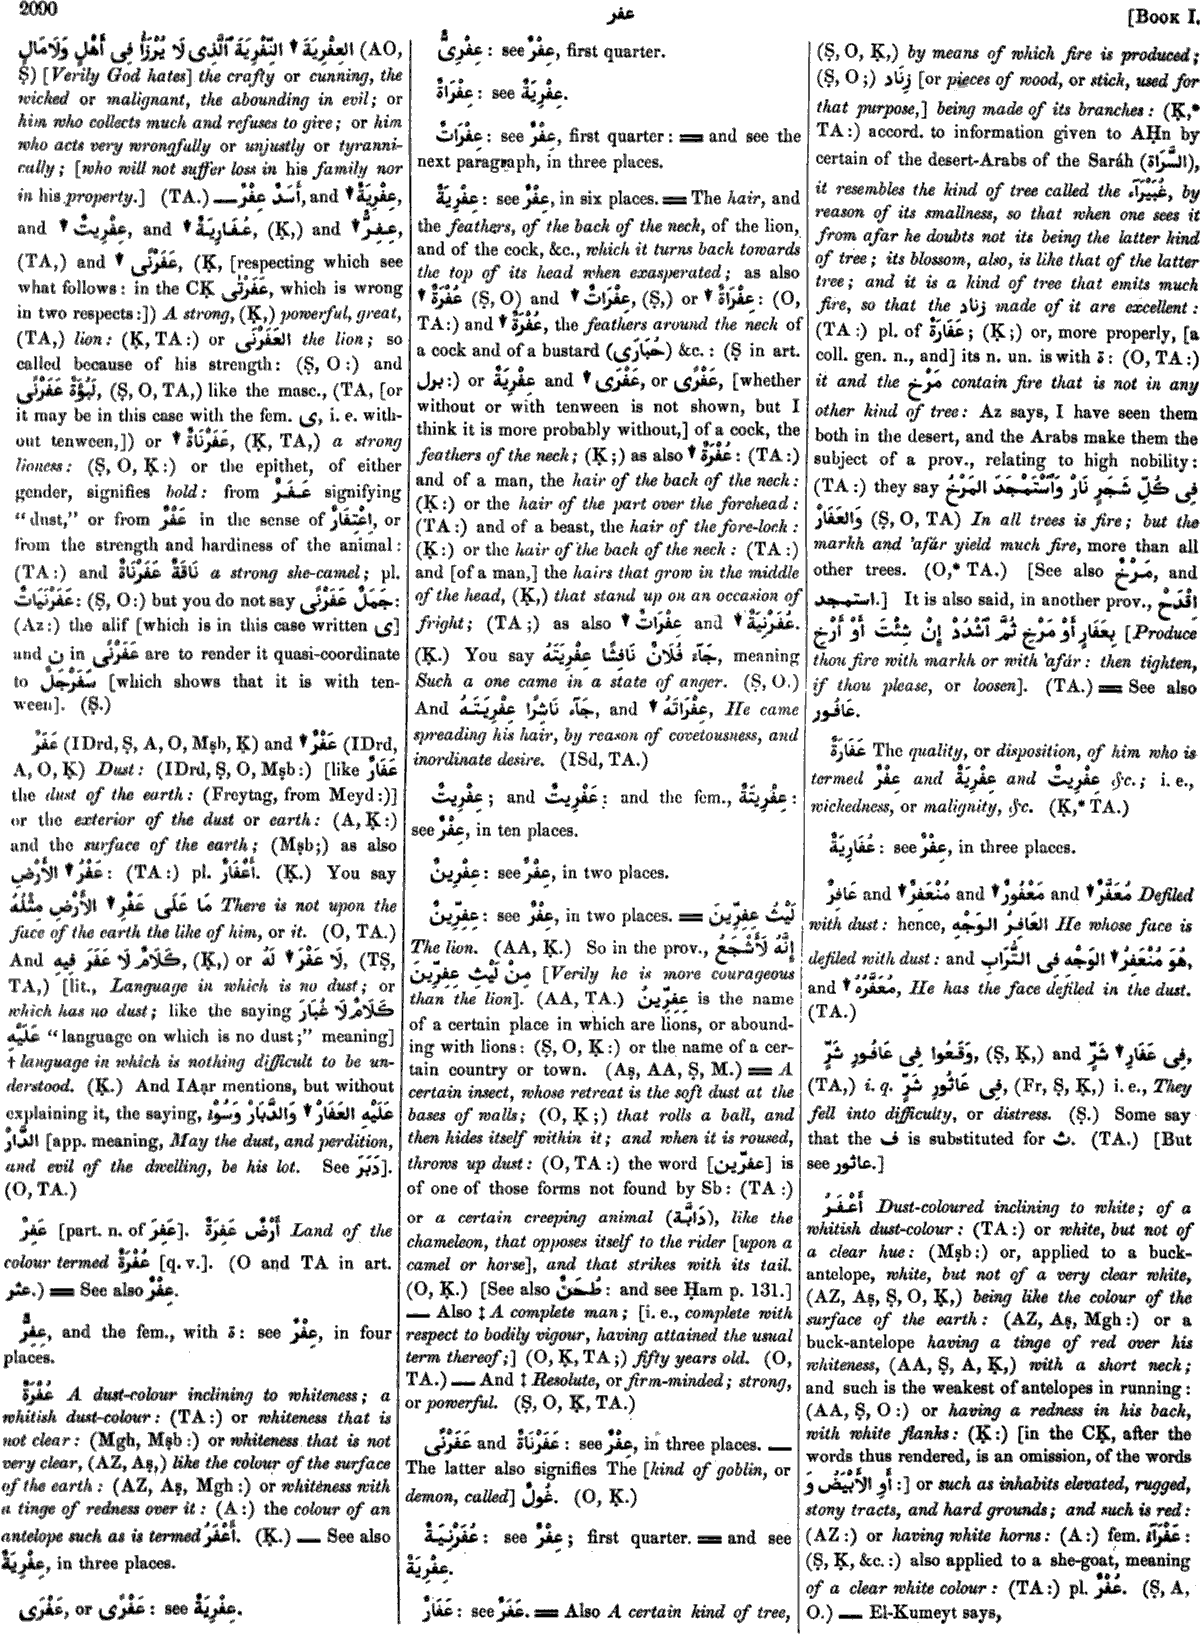 2090
عفر
[BOOK I.
العِفْرِيَةَ ▼ النِّفْرِيَةَ ٱلَّذِى لَا يُرْزَأُ فِى أَهْلٍ وَلَا مَالٍ (AO,
Ṣ) [Verily God hates] the crafty or cunning, the
wicked or malignant, the abounding in evil; or
him who collects much and refuses to give; or him
who acts very wrongfully or unjustly or tyranni-
cally; [who will not suffer loss in his family nor
in his property.] (TA.) — أَسَدٌ عِفْرٌ, and ▼ عِفْرِيَةٌ,
and ▼ عِفْرِيتٌ, and ▼ عُفَارِيَةٌ, (Ḳ,) and ▼ عِفِرٌّ,
(TA,) and ▼ عَفَرْنًى, (Ḳ, [respecting which see
what follows: in the CḲ عَفَرْتٰى, which is wrong
in two respects:]) A strong, (Ḳ,) powerful, great,
(TA,) lion: (Ḳ, TA:) or العَفَرْنَى the lion; so
called because of his strength: (Ṣ, O:) and
لَبُؤَةٌ عَفَرْنًى, (Ṣ, O, TA,) like the masc., (TA, [or
it may be in this case with the fem. ى, i. e. with-
out tenween,]) or ▼ عَفَرْنَاةٌ, (Ḳ, TA,) a strong
lioness: (Ṣ, O, Ḳ:) or the epithet, of either
gender, signifies bold: from عَفَرٌ signifying
“dust,” or from عَفْرٌ in the sense of اعْتِفَارٌ, or
from the strength and hardiness of the animal:
(TA:) and نَاقَةٌ عَفَرْنَاةٌ a strong she-camel; pl.
عَفَرْنَيَاتٌ: (Ṣ, O:) but you do not say جَمَلٌ عَفَرْنًى:
(Az:) the alif [which is in this case written ى]
and ن in عَفَرْنًى are to render it quasi-coordinate
to سَفَرْجَلٌ [which shows that it is with ten-
ween]. (Ṣ.)
عَفَرٌ (IDrd, Ṣ, A, O, Mṣb, Ḳ) and ▼ عَفْرٌ (IDrd,
A, O, Ḳ) Dust: (IDrd, Ṣ, O, Mṣb:) [like عَفَارٌ
the dust of the earth: (Freytag, from Meyd:)]
or the exterior of the dust or earth: (A, Ḳ:)
and the surface of the earth; (Mṣb;) as also
▼ عَفْرُ الأَرْضِ: (TA:) pl. أَعْفَارٌ. (Ḳ.) You say
مَا عَلَى عَفْرِ ▼ الأَرْضِ مِثْلُهُ There is not upon the
face of the earth the like of him, or it. (O, TA.)
And كَلَامٌ لَا عَفَرَ فِيهِ, (Ḳ,) or لَا عَفْرَ ▼ لَهُ, (TṢ,
TA,) [lit., Language in which is no dust; or
which has no dust; like the saying كَلَامٌ لَا غُبَارَ
عَلَيْهِ “language on which is no dust;” meaning]
† language in which is nothing difficult to be un-
derstood. (Ḳ.) And IAạr mentions, but without
explaining it, the saying, عَلَيْهِ العَفَارُ ▼ وَالدَّبَارُ وَسُوْءُ
الدَّارِ [app. meaning, May the dust, and perdition,
and evil of the dwelling, be his lot. See دَبَرَ].
(O, TA.)
عَفِرٌ [part. n. of عَفِرَ]. أَرْضٌ عَفِرَةٌ Land of the
colour termed عُفْرَةٌ [q. v.]. (O and TA in art.
عثر.) ══ See also عِفْرٌ.
عِفِرٌّ, and the fem., with ة: see عِفْرٌ, in four
places.
عُفْرَةٌ A dust-colour inclining to whiteness; a
whitish dust-colour: (TA:) or whiteness that is
not clear: (Mgh, Mṣb:) or whiteness that is not
very clear, (AZ, Aṣ,) like the colour of the surface
of the earth: (AZ, Aṣ, Mgh:) or whiteness with
a tinge of redness over it: (A:) the colour of an
antelope such as is termed أَعْفَرُ. (Ḳ.) — See also
عِفْرِيَةٌ, in three places.
عَفْرَى, or عَفْرًى: see عِفْرِيَةٌ.
عِفْرِىٌّ: see عِفْرٌ, first quarter.
عِفْرَاةٌ: see عِفْرِيَةٌ.
عِفْرَاتٌ: see عِفْرٌ, first quarter: ══ and see the
next paragraph, in three places.
عِفْرِيَةٌ: see عِفْرٌ, in six places. ══ The hair, and
the feathers, of the back of the neck, of the lion,
and of the cock, &c., which it turns back towards
the top of its head when exasperated; as also
▼ عُفْرَةٌ (Ṣ, O) and ▼ عِفْرَاتٌ, (Ṣ,) or ▼ عِفْرَاةٌ: (O,
TA:) and ▼ عُفْرَةٌ, the feathers around the neck of
a cock and of a bustard (حُبَارَى) &c.: (Ṣ in art.
برل:) or عِفْرِيَةٌ and ▼ عَفْرَى, or عَفْرًى, [whether
without or with tenween is not shown, but I
think it is more probably without,] of a cock, the
feathers of the neck; (Ḳ;) as also ▼ عُفْرَةٌ: (TA:)
and of a man, the hair of the back of the neck:
(Ḳ:) or the hair of the part over the forehead:
(TA:) and of a beast, the hair of the fore-lock:
(Ḳ:) or the hair of the back of the neck: (TA:)
and [of a man,] the hairs that grow in the middle
of the head, (Ḳ,) that stand up on an occasion of
fright; (TA;) as also ▼ عِفْرَاتٌ and ▼ عَفَرْنِيَةٌ.
(Ḳ.) You say جَآءَ فُلَانٌ نَافِشًا عِفْرِيَتَهُ, meaning
Such a one came in a state of anger. (Ṣ, O.)
And جَآءَ نَاشِرًا عِفْرِيَتَهُ, and ▼ عِفْرَاتَهُ, He came
spreading his hair, by reason of covetousness, and
inordinate desire. (ISd, TA.)
عِفْرِيتٌ; and عَفْرِيتٌ: and the fem., عِفْرِيتَةٌ:
see عِفْرٌ, in ten places.
عِفْرِينٌ: see عِفْرٌ, in two places.
عِفِرِّينٌ: see عِفْرٌ, in two places. ══ لَيْثُ عِفِرِّينَ
The lion. (AA, Ḳ.) So in the prov., إِنَّهُ لَأَشْجَعُ
مِنْ لَيْثِ عِفِرِّينَ [Verily he is more courageous
than the lion]. (AA, TA.) عِفِرِّينُ is the name
of a certain place in which are lions, or abound-
ing with lions: (Ṣ, O, Ḳ:) or the name of a cer-
tain country or town. (Aṣ, AA, Ṣ, M.) ══ A
certain insect, whose retreat is the soft dust at the
bases of walls; (O, Ḳ;) that rolls a ball, and
then hides itself within it; and when it is roused,
throws up dust: (O, TA:) the word [عفرّين] is
of one of those forms not found by Sb: (TA:)
or a certain creeping animal (دَابَّة), like the
chameleon, that opposes itself to the rider [upon a
camel or horse], and that strikes with its tail.
(O, Ḳ.) [See also طُحَنٌ: and see Ḥam p. 131.]
— Also ‡ A complete man; [i. e., complete with
respect to bodily vigour, having attained the usual
term thereof;] (O, Ḳ, TA;) fifty years old. (O,
TA.) — And ‡ Resolute, or firm-minded; strong,
or powerful. (Ṣ, O, Ḳ, TA.)
عَفَرْنًى and عَفَرْنَاةٌ: see عِفْرٌ, in three places. —
The latter also signifies The [kind of goblin, or
demon, called] غُولٌ. (O, Ḳ.)
عَفَرْنِيَةٌ: see عِفْرٌ; first quarter. ══ and see
عِفْرِيَةٌ.
عَفَارٌ: see عَفَرٌ. ══ Also A certain kind of tree,
(Ṣ, O, Ḳ,) by means of which fire is produced;
(Ṣ, O;) زِنَاد [or pieces of wood, or stick, used for
that purpose,] being made of its branches: (Ḳ,*
TA:) accord. to information given to AḤn by
certain of the desert-Arabs of the Saráh (السَّرَاة),
it resembles the kind of tree called the غُبَيْرَآء, by
reason of its smallness, so that when one sees it
from afar he doubts not its being the latter kind
of tree; its blossom, also, is like that of the latter
tree; and it is a kind of tree that emits much
fire, so that the زناد made of it are excellent:
(TA:) pl. of عَفَارَةٌ; (Ḳ;) or, more properly, [a
coll. gen. n., and] its n. un. is with ة: (O, TA:)
it and the مَرْخ contain fire that is not in any
other kind of tree: Az says, I have seen them
both in the desert, and the Arabs make them the
subject of a prov., relating to high nobility:
(TA:) they say فِى كُلِّ شَجَرٍ نَارٌ وَٱسْتَمْجَدَ المَرْخُ
وَالعَفَارُ (Ṣ, O, TA) In all trees is fire; but the
markh and ’afár yield much fire, more than all
other trees. (O,* TA.) [See also مَرْخٌ, and
استمجد.] It is also said, in another prov., اِقْدَحْ
بِعَفَارٍ أَوْ مَرْخٍ ثُمَّ ٱشْدُدْ إِنْ شِئْتَ أَوْ أَرْخِ [Produce
thou fire with markh or with ’afár: then tighten,
if thou please, or loosen]. (TA.) ══ See also
عَافُور.
عَفَارَةٌ The quality, or disposition, of him who is
termed عِفْرٌ and عِفْرِيَةٌ and عِفْرِيتٌ &c.; i. e.,
wickedness, or malignity, &c. (Ḳ,* TA.)
عُفَارِيَةٌ: see عِفْرٌ, in three places.
عَافِرٌ and ▼ مُنْعَفِرٌ and ▼ مَعْفُورٌ and ▼ مُعَفَّرٌ Defiled
with dust: hence, العَافِرُ الوَجْهِ He whose face is
defiled with dust: and هُوَ مُنْعَفِرُ ▼ الوَجْهِ فِى التُّرَابِ,
and ▼ مُعَفَّرُهُ, He has the face defiled in the dust.
(TA.)
وَقَعُوا فِى عَافُورِ شَرٍّ, (Ṣ, Ḳ,) and فِى عَفَارِ ▼ شَرٍّ,
(TA,) i. q. فِى عَاثُورِ شَرٍّ, (Fr, Ṣ, Ḳ,) i. e., They
fell into difficulty, or distress. (Ṣ.) Some say
that the ف is substituted for ث. (TA.) [But
see عاثور.]
أَعْفَرُ Dust-coloured inclining to white; of a
whitish dust-colour: (TA:) or white, but not of
a clear hue: (Mṣb:) or, applied to a buck-
antelope, white, but not of a very clear white,
(AZ, Aṣ, Ṣ, O, Ḳ,) being like the colour of the
surface of the earth: (AZ, Aṣ, Mgh:) or a
buck-antelope having a tinge of red over his
whiteness, (AA, Ṣ, A, Ḳ,) with a short neck;
and such is the weakest of antelopes in running:
(AA, Ṣ, O:) or having a redness in his back,
with white flanks: (Ḳ:) [in the CḲ, after the
words thus rendered, is an omission, of the words
أَوِ الأَبْيَضُ وَ:] or such as inhabits elevated, rugged,
stony tracts, and hard grounds; and such is red:
(AZ:) or having white horns: (A:) fem. عَفْرَآءُ:
(Ṣ, Ḳ, &c.:) also applied to a she-goat, meaning
of a clear white colour: (TA:) pl. عُفْرٌ. (Ṣ, A,
O.) — El-Kumeyt says,